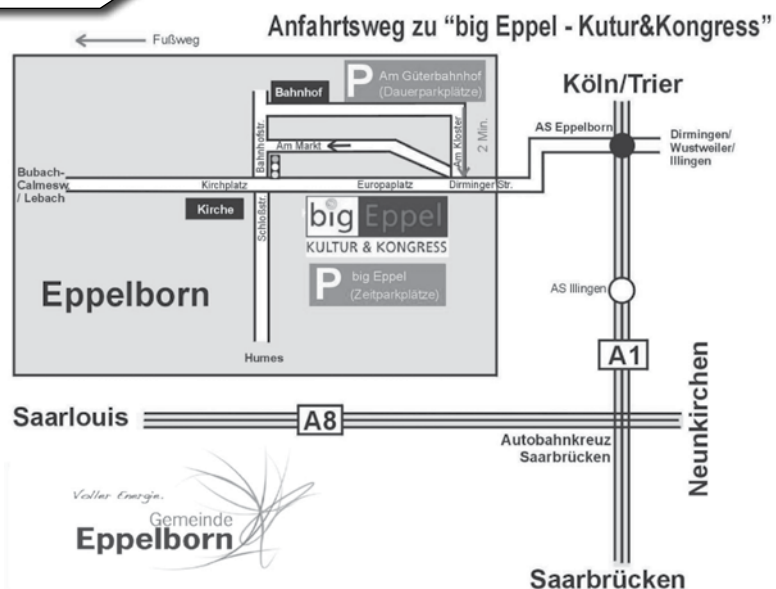 Anfahrtsweg zu “big Eppel - Kutur&Kongress”
Fußweg
Köln/Trier
P Am Güterbahnhof
(Dauerparkplätze)
Bahnhof
AS Eppelborn
Dirmingen/
Wustweiler/
Illingen
Bahnhofstr.
Am Markt
Am Kloster
2 Min.
Bubach-
Calmesw.
/ Lebach
Kirchplatz
Europaplatz
Dirminger Str.
Kirche
Schloßstr.
big Eppel
KULTUR & KONGRESS
P big Eppel
(Zeitparkplätze)
Eppelborn
AS Illingen
Humes
A1
Saarlouis
A8
Neunkirchen
Autobahnkreuz
Saarbrücken
Voller Energie.
Gemeinde
Eppelborn
Saarbrücken